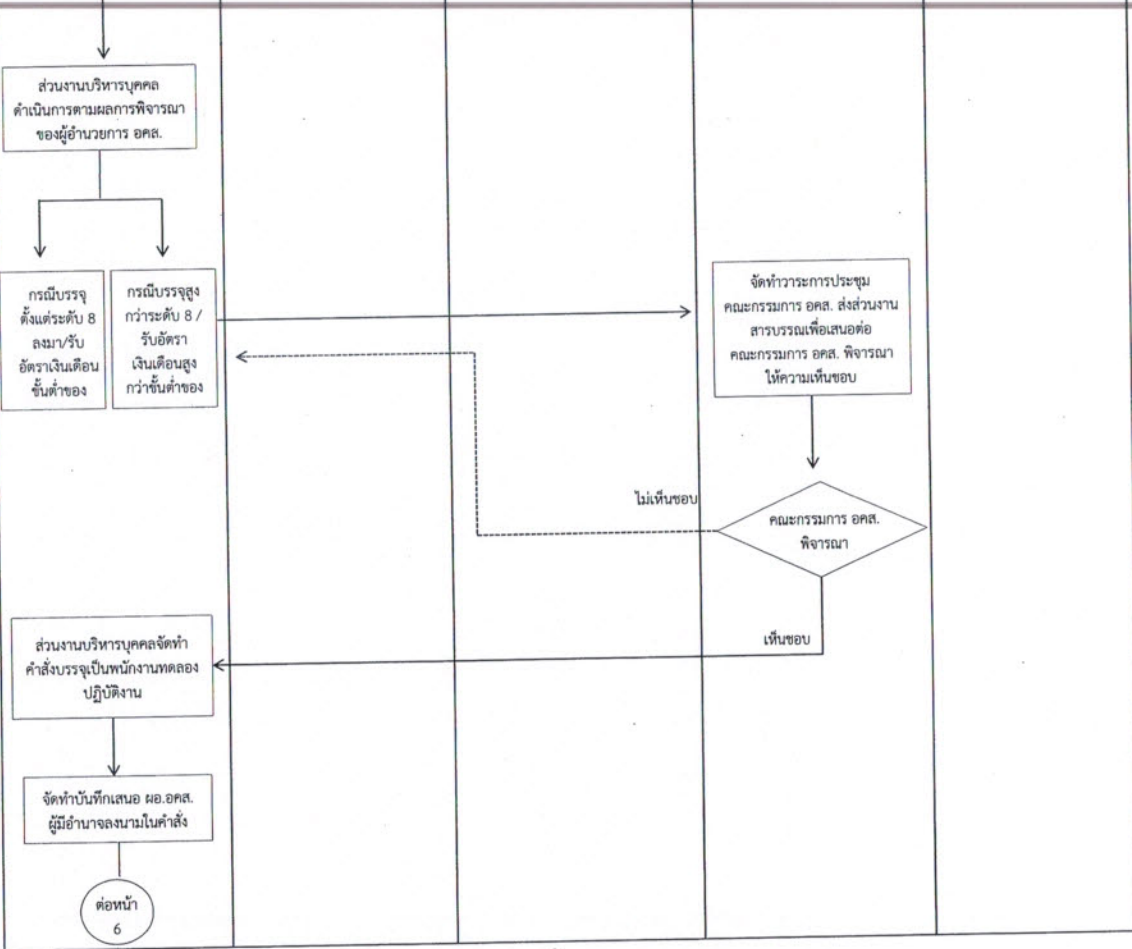 ส่วนงานบริหารบุคคล
ดำเนินการตามผลการพิจารณา
ของผู้อำนวยการ อคส.
กรณีบรรจุ
ตั้งแต่ระดับ 8
ลงมา/รับ
อัตราเงินเดือน
ขั้นต่ำของ
กรณีบรรจุสูง
กว่าระดับ 8 /
รับอัตรา
เงินเดือนสูง
กว่าขั้นต่ำของ
จัดทำวาระการประชุม
คณะกรรมการ อคส. ส่งส่วนงาน
สารบรรณเพื่อเสนอต่อ
คณะกรรมการ อคส. พิจารณา
ให้ความเห็นชอบ
ไม่เห็นชอบ
คณะกรรมการ อคส.
พิจารณา
เห็นชอบ
ส่วนงานบริหารบุคคลจัดทำ
คำสั่งบรรจุเป็นพนักงานทดลอง
ปฏิบัติงาน
จัดทำบันทึกเสนอ ผอ.อคส.
ผู้มีอำนาจลงนามในคำสั่ง
ต่อหน้า
6